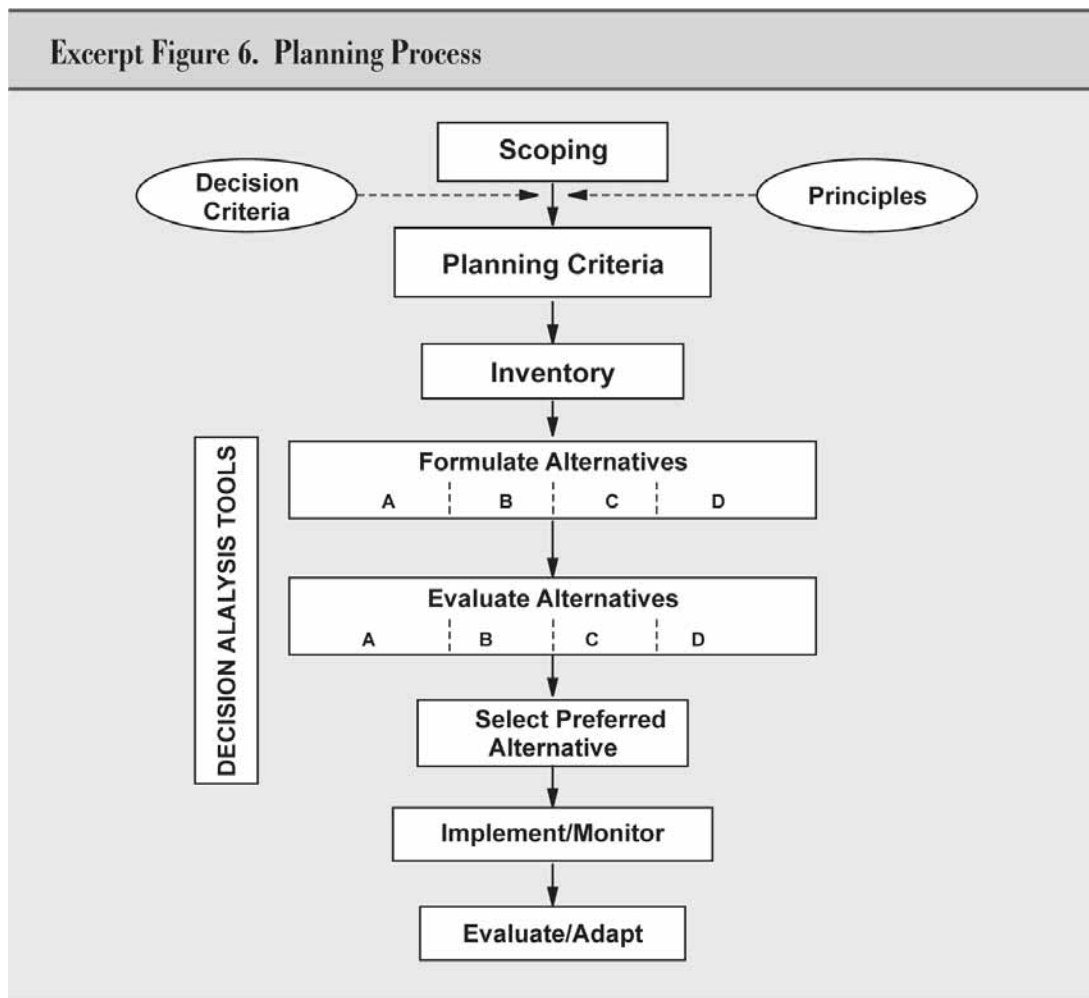 Excerpt Figure 6. Planning Process
Scoping
Decision
Criteria
Principles
Planning Criteria
Inventory
DECISION ALALYSIS TOOLS
Formulate Alternatives
A B C D
Evaluate Alternatives
A B C D
Select Preferred
Alternative
Implement/Monitor
Evaluate/Adapt